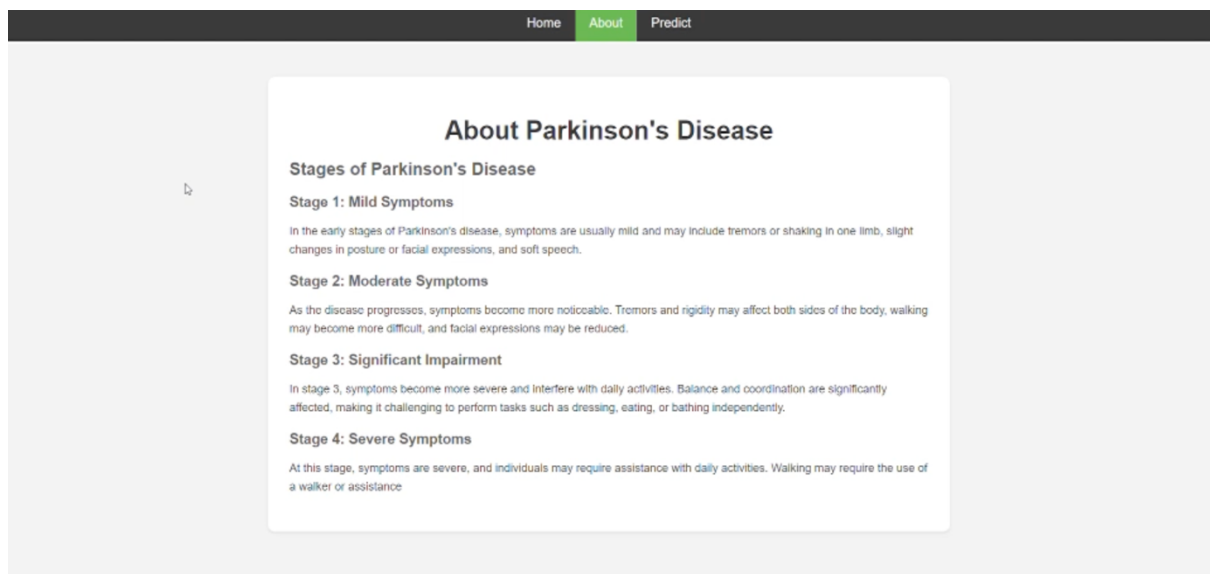 Home About Predict
About Parkinson's Disease
Stages of Parkinson's Disease
Stage 1: Mild Symptoms
In the early stages of Parkinson's disease, symptoms are usually mild and may include tremors or shaking in one limb, slight
changes in posture or facial expressions, and soft speech.
Stage 2: Moderate Symptoms
As the disease progresses, symptoms become more noticeable. Tremors and rigidity may affect both sides of the body, walking
may become more difficult, and facial expressions may be reduced.
Stage 3: Significant Impairment
In stage 3, symptoms become more severe and interfere with daily activities. Balance and coordination are significantly
affected, making it challenging to perform tasks such as dressing, eating, or bathing independently.
Stage 4: Severe Symptoms
At this stage, symptoms are severe, and individuals may require assistance with daily activities. Walking may require the use of
a walker or assistance